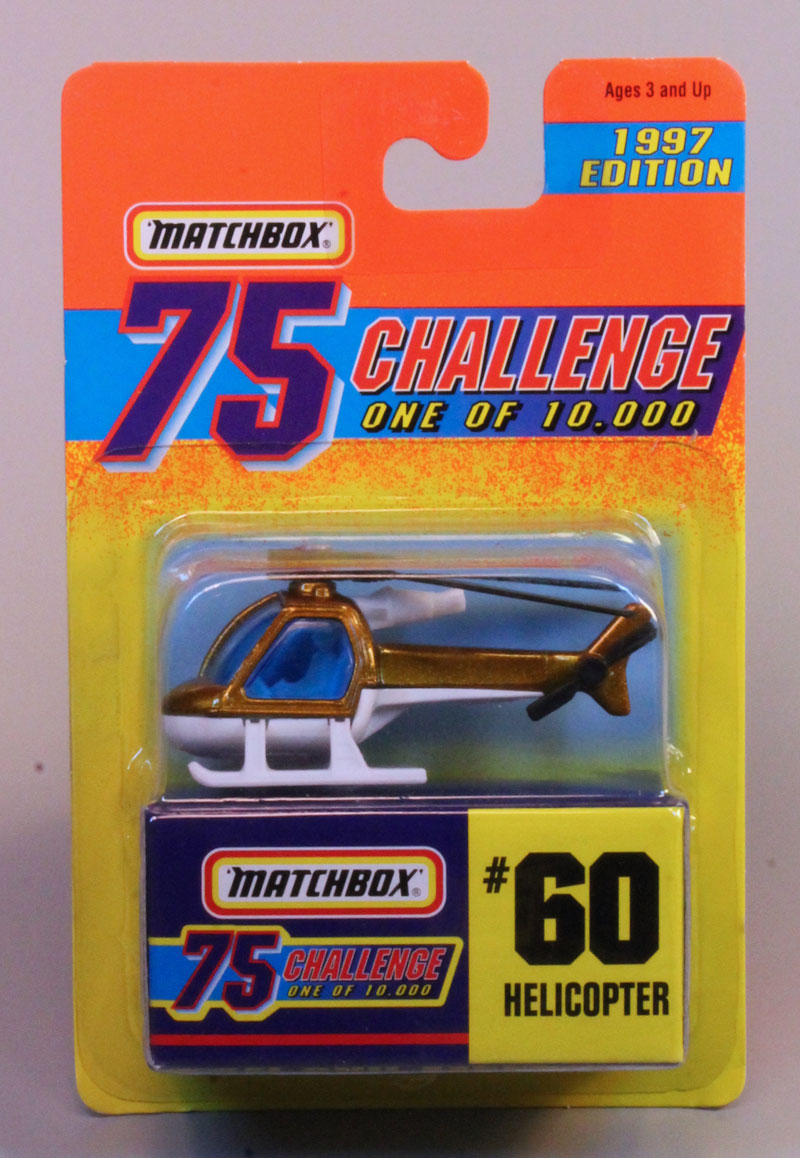 Ages 3 and Up
1997
EDITION
"MATCHBOX"®
75 CHALLENGE
ONE OF 10.000
"MATCHBOX"®
75 CHALLENGE
ONE OF 10.000
#60
HELICOPTER